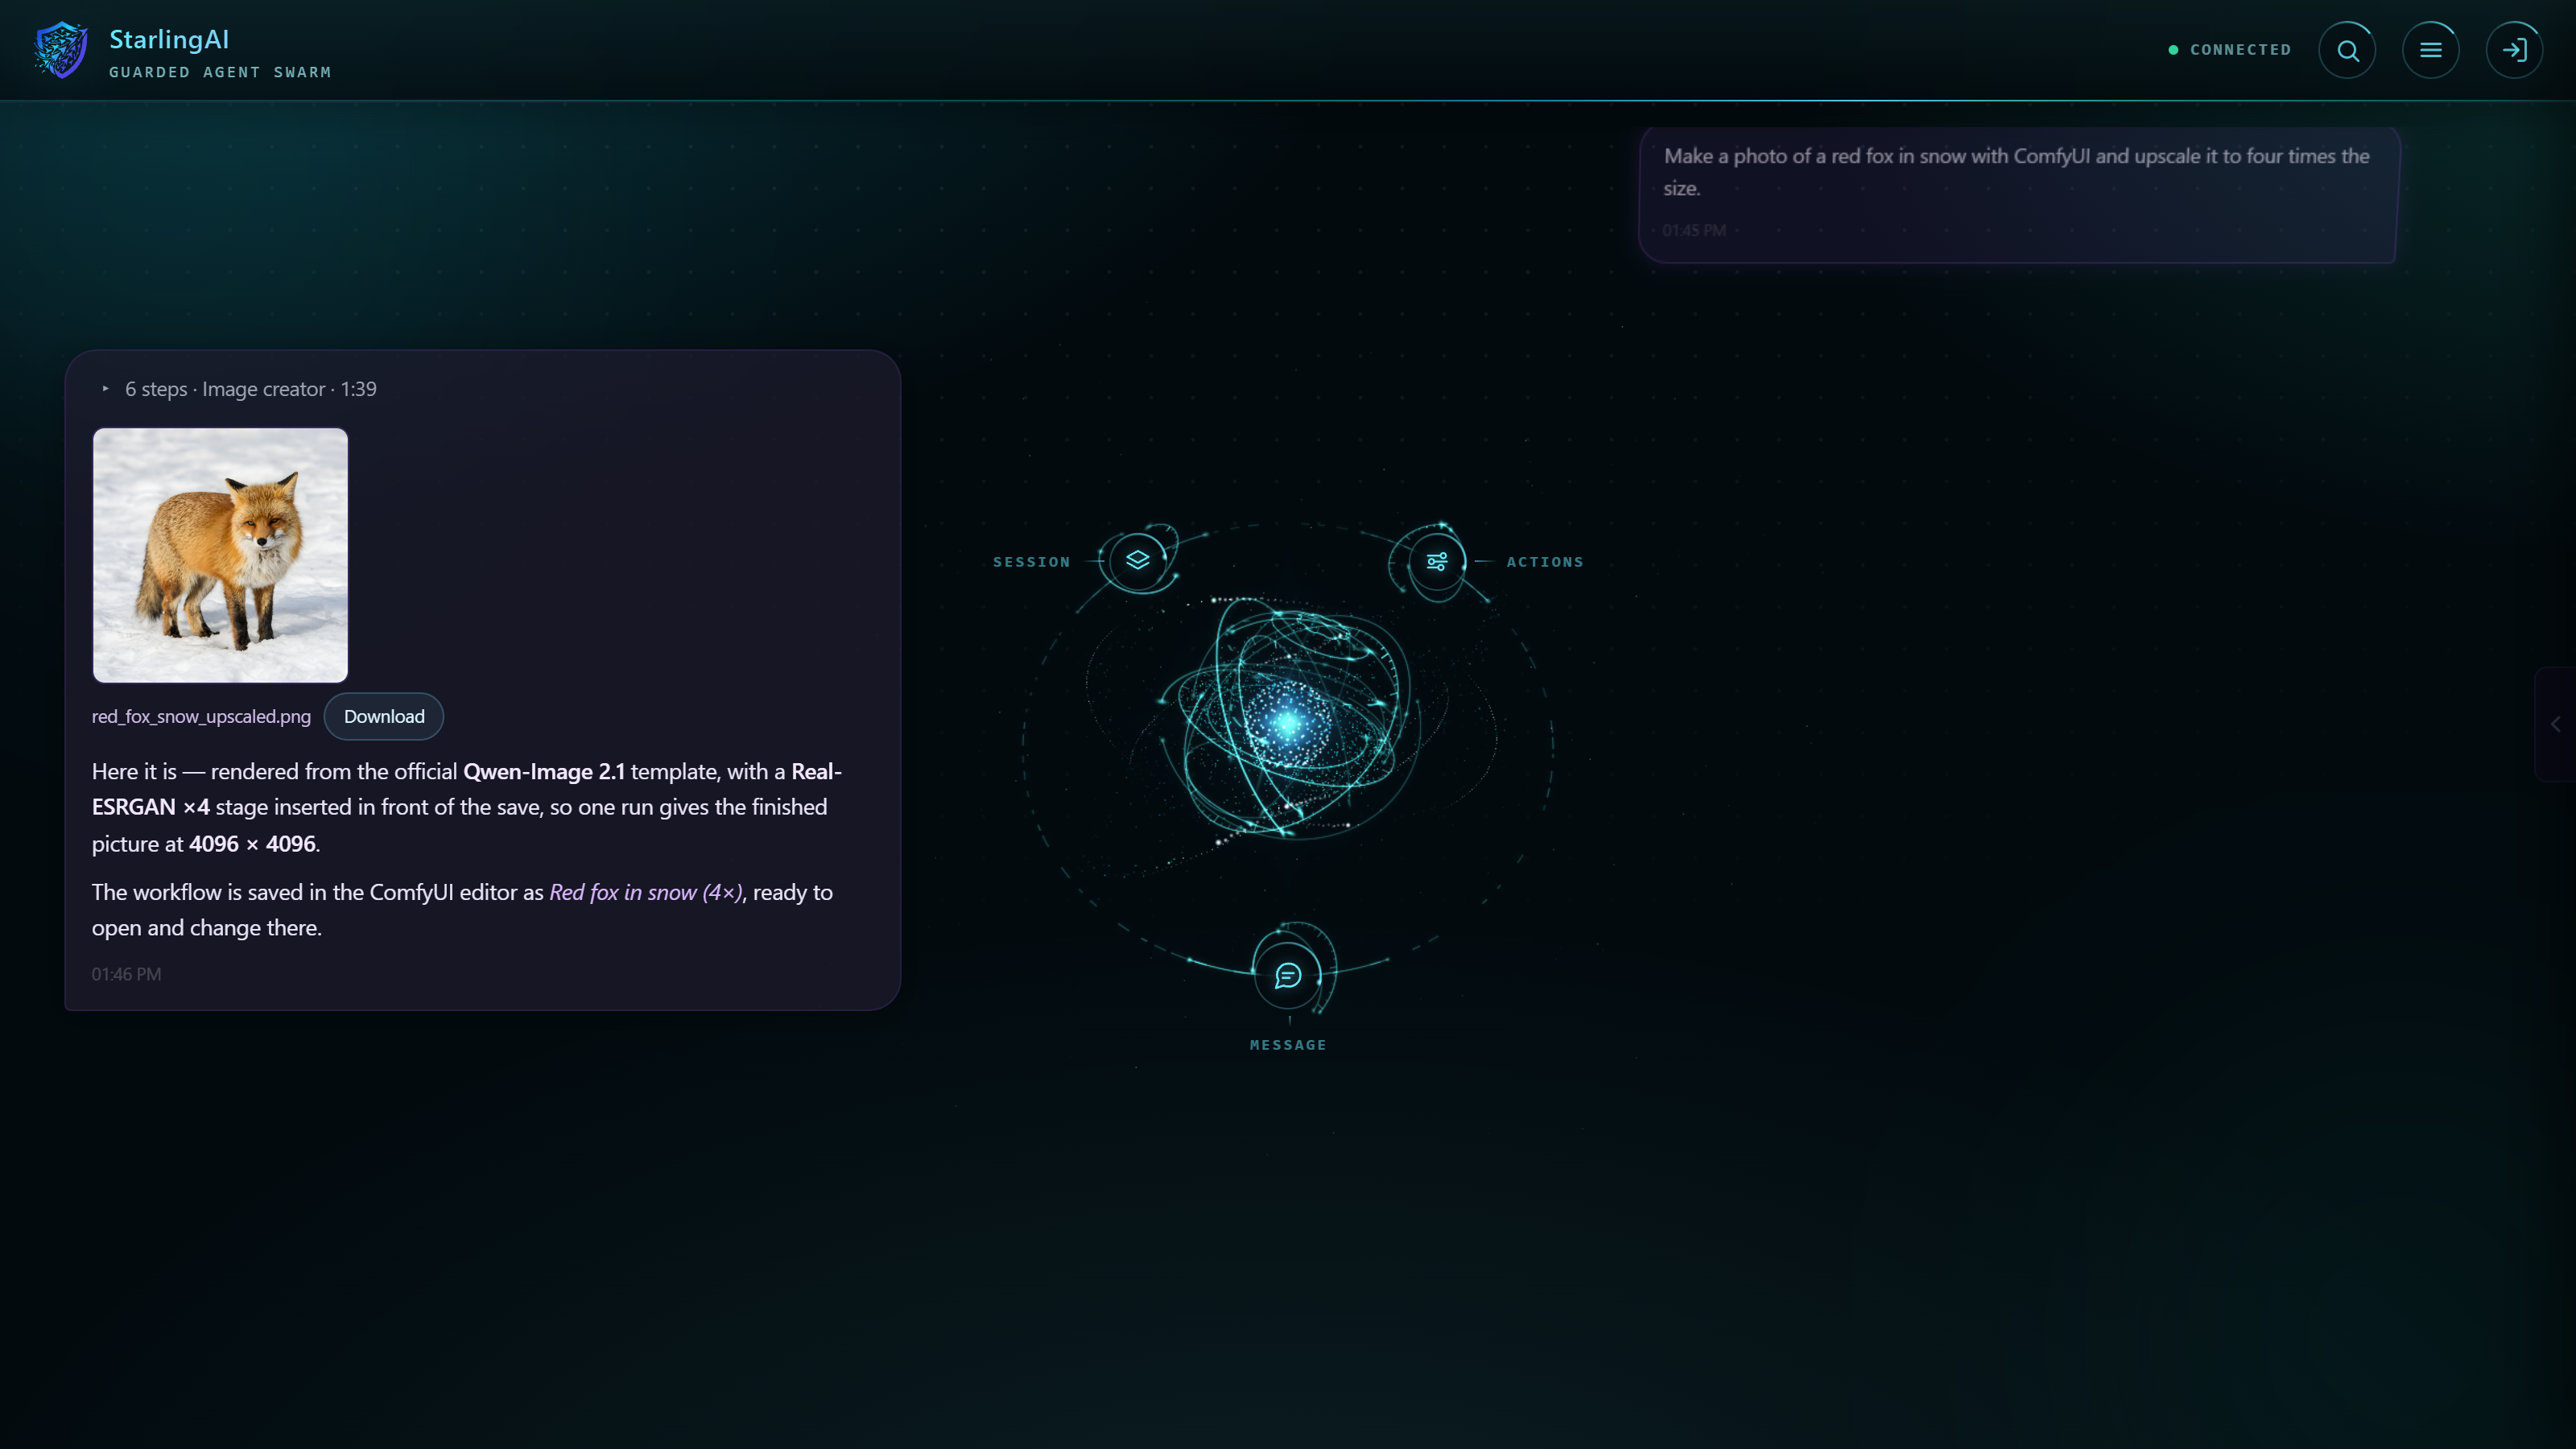 StarlingAI
GUARDED AGENT SWARM
CONNECTED
Make a photo of a red fox in snow with ComfyUI and upscale it to four times the
size.
01:45 PM
6 steps · Image creator · 1:39
red_fox_snow_upscaled.png
Download
Here it is — rendered from the official Qwen-Image 2.1 template, with a Real-
ESRGAN ×4 stage inserted in front of the save, so one run gives the finished
picture at 4096 × 4096.
The workflow is saved in the ComfyUI editor as Red fox in snow (4×), ready to
open and change there.
01:46 PM
SESSION
ACTIONS
MESSAGE